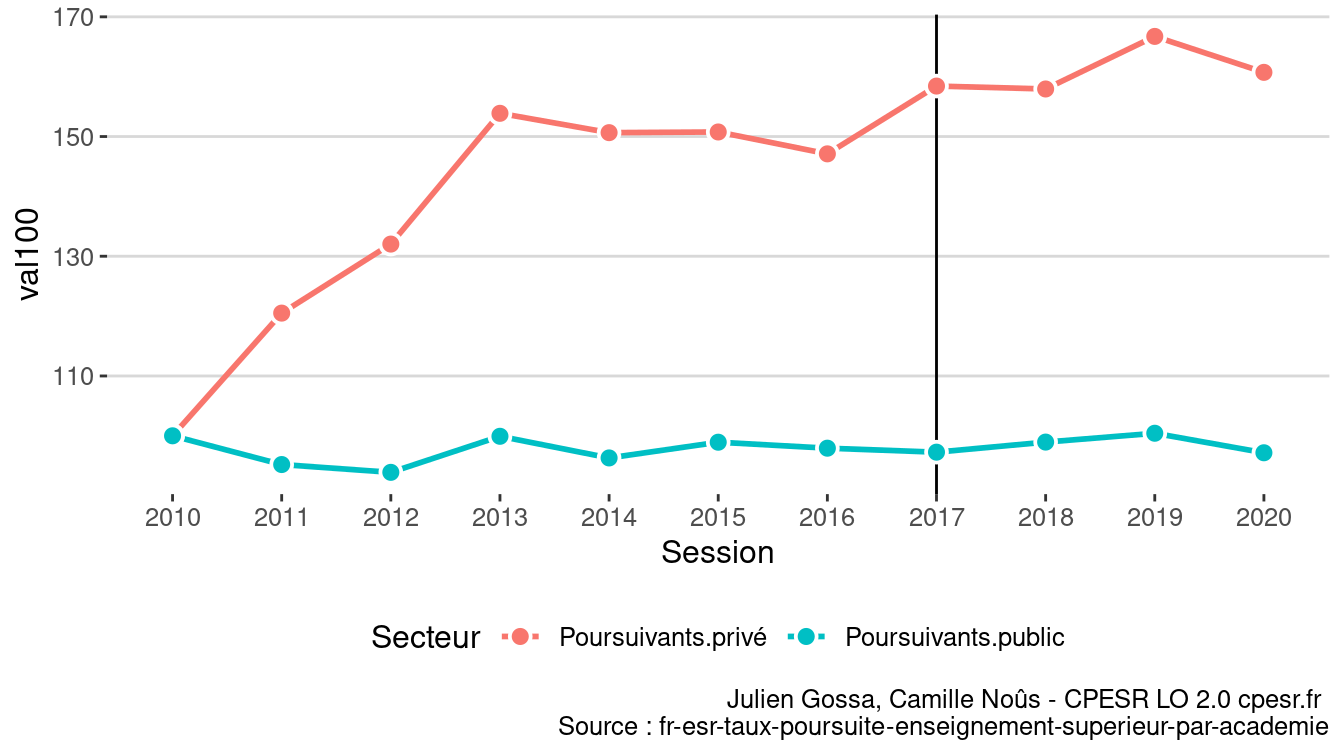 170
150
130
110
val100
2010 2011 2012 2013 2014 2015 2016 2017 2018 2019 2020
Session
Secteur Poursuivants.privé Poursuivants.public
Julien Gossa, Camille Noûs - CPESR LO 2.0 cpesr.fr
Source : fr-esr-taux-poursuite-enseignement-superieur-par-academie